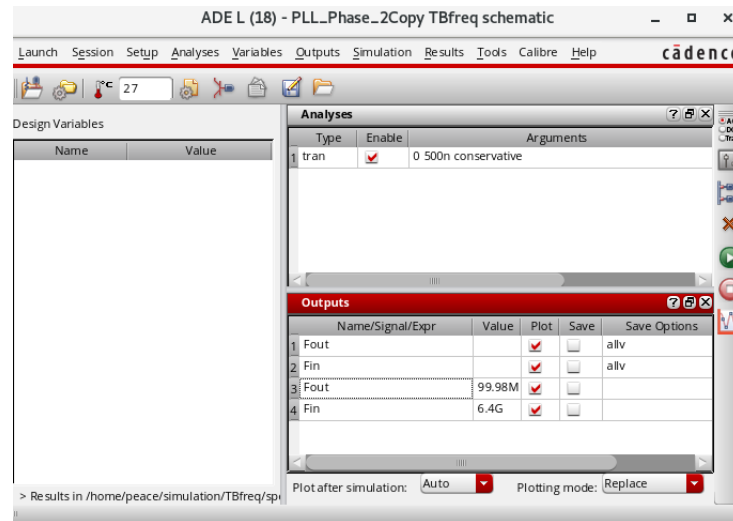 ADE L (18) - PLL_Phase_2Copy TBfreq schematic
Launch Session Setup Analyses Variables Outputs Simulation Results Tools Calibre Help cādence
°C 27
Design Variables
Name Value
Analyses
Type Enable Arguments
1 tran 0 500n conservative
Outputs
Name/Signal/Expr Value Plot Save Save Options
1 Fout allv
2 Fin allv
3 Fout 99.98M
4 Fin 6.4G
Plot after simulation: Auto Plotting mode: Replace
> Results in /home/peace/simulation/TBfreq/spe